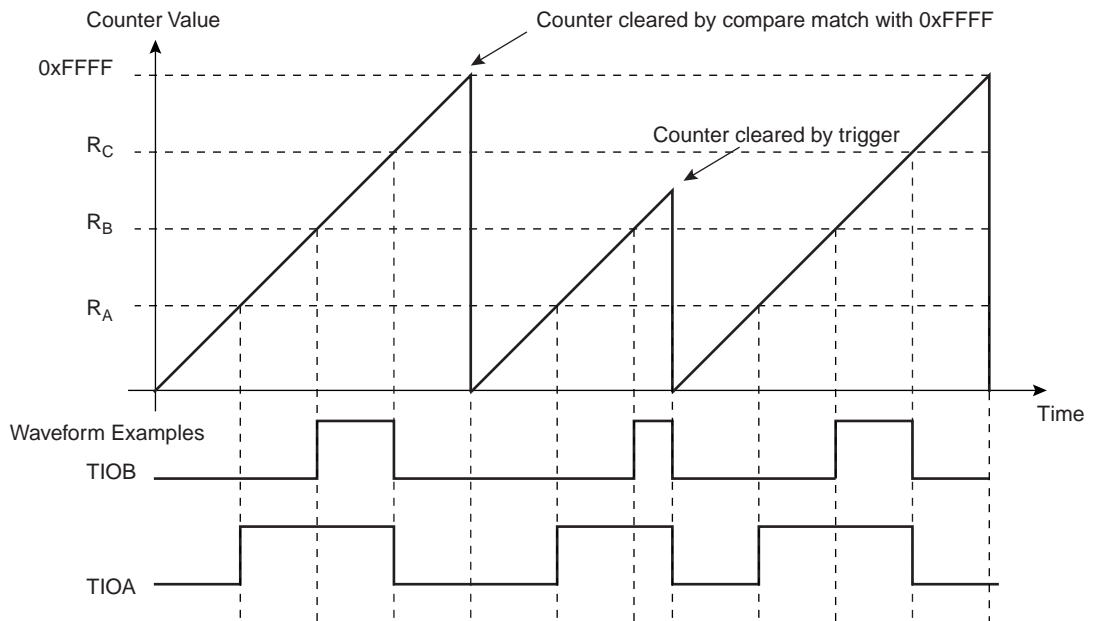 Counter Value
Counter cleared by compare match with 0xFFFF
0xFFFF
RC
Counter cleared by trigger
RB
RA
Time
Waveform Examples
TIOB
TIOA